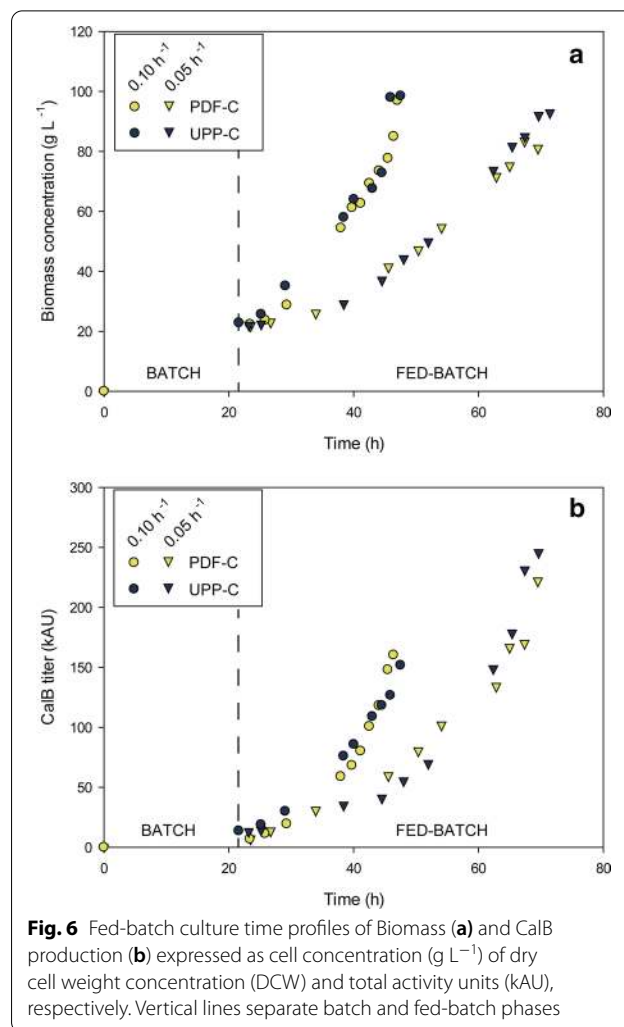 a
0.10 h-1
0.05 h-1
PDF-C
UPP-C
120
100
80
60
40
20
0
Biomass concentration (g L-1)
BATCH
FED-BATCH
0 20 40 60 80
Time (h)
b
0.10 h-1
0.05 h-1
PDF-C
UPP-C
300
250
200
150
100
50
0
CalB titer (kAU)
BATCH
FED-BATCH
0 20 40 60 80
Time (h)
Fig. 6 Fed-batch culture time profiles of Biomass (a) and CalB
production (b) expressed as cell concentration (g L−1) of dry
cell weight concentration (DCW) and total activity units (kAU),
respectively. Vertical lines separate batch and fed-batch phases